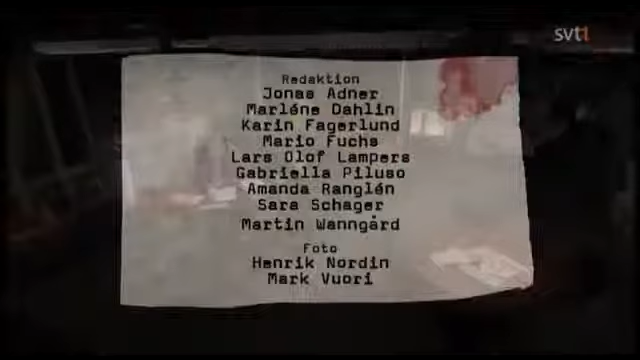 svt1
Redaktion
Jonas Adner
Marléne Dahlin
Karin Fagerlund
Mario Fuchs
Lars Olof Lampers
Gabriella Piluso
Amanda Ranglén
Sara Schager
Martin Wanngård
Foto
Henrik Nordin
Mark Vuori